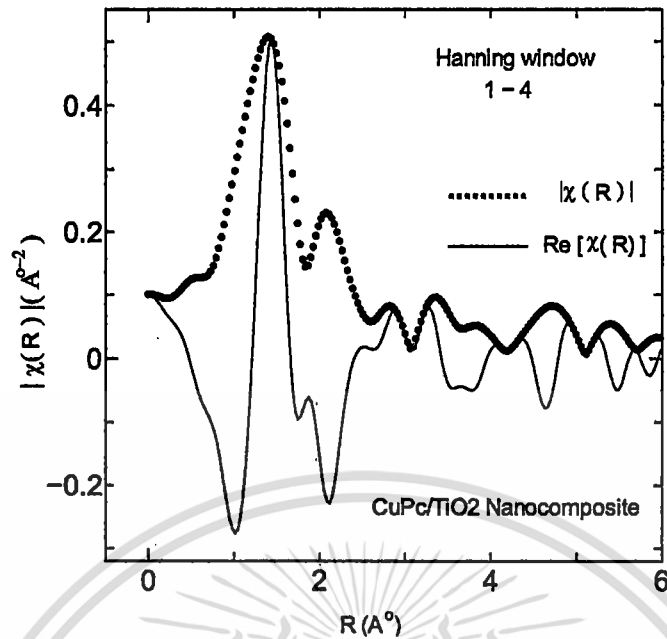 Hanning window
1 – 4
|χ(R)|
Re[χ(R)]
|χ(R)|(A°⁻²)
0.4
0.2
0
−0.2
CuPc/TiO2 Nanocomposite
0 2 4 6
R(A°)